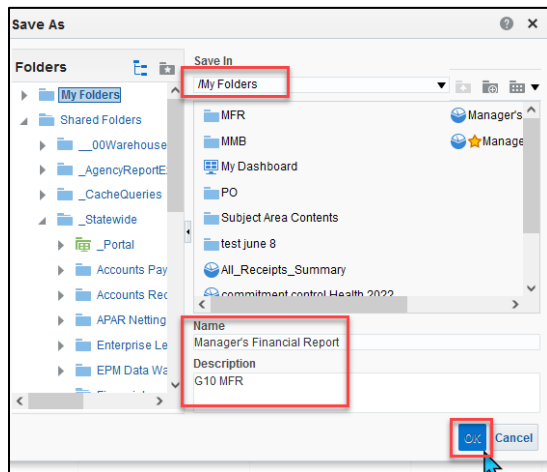 Save As
Folders
My Folders
Shared Folders
__00Warehouse
_AgencyReportE
_CacheQueries
_Statewide
_Portal
Accounts Pay
Accounts Rec
APAR Netting
Enterprise Le
EPM Data Wa
Save In
/My Folders
MFR
MMB
My Dashboard
PO
Subject Area Contents
test june 8
All_Receipts_Summary
commitment control Health 2022
Manager's
Manage
Name
Manager's Financial Report
Description
G10 MFR
OK
Cancel